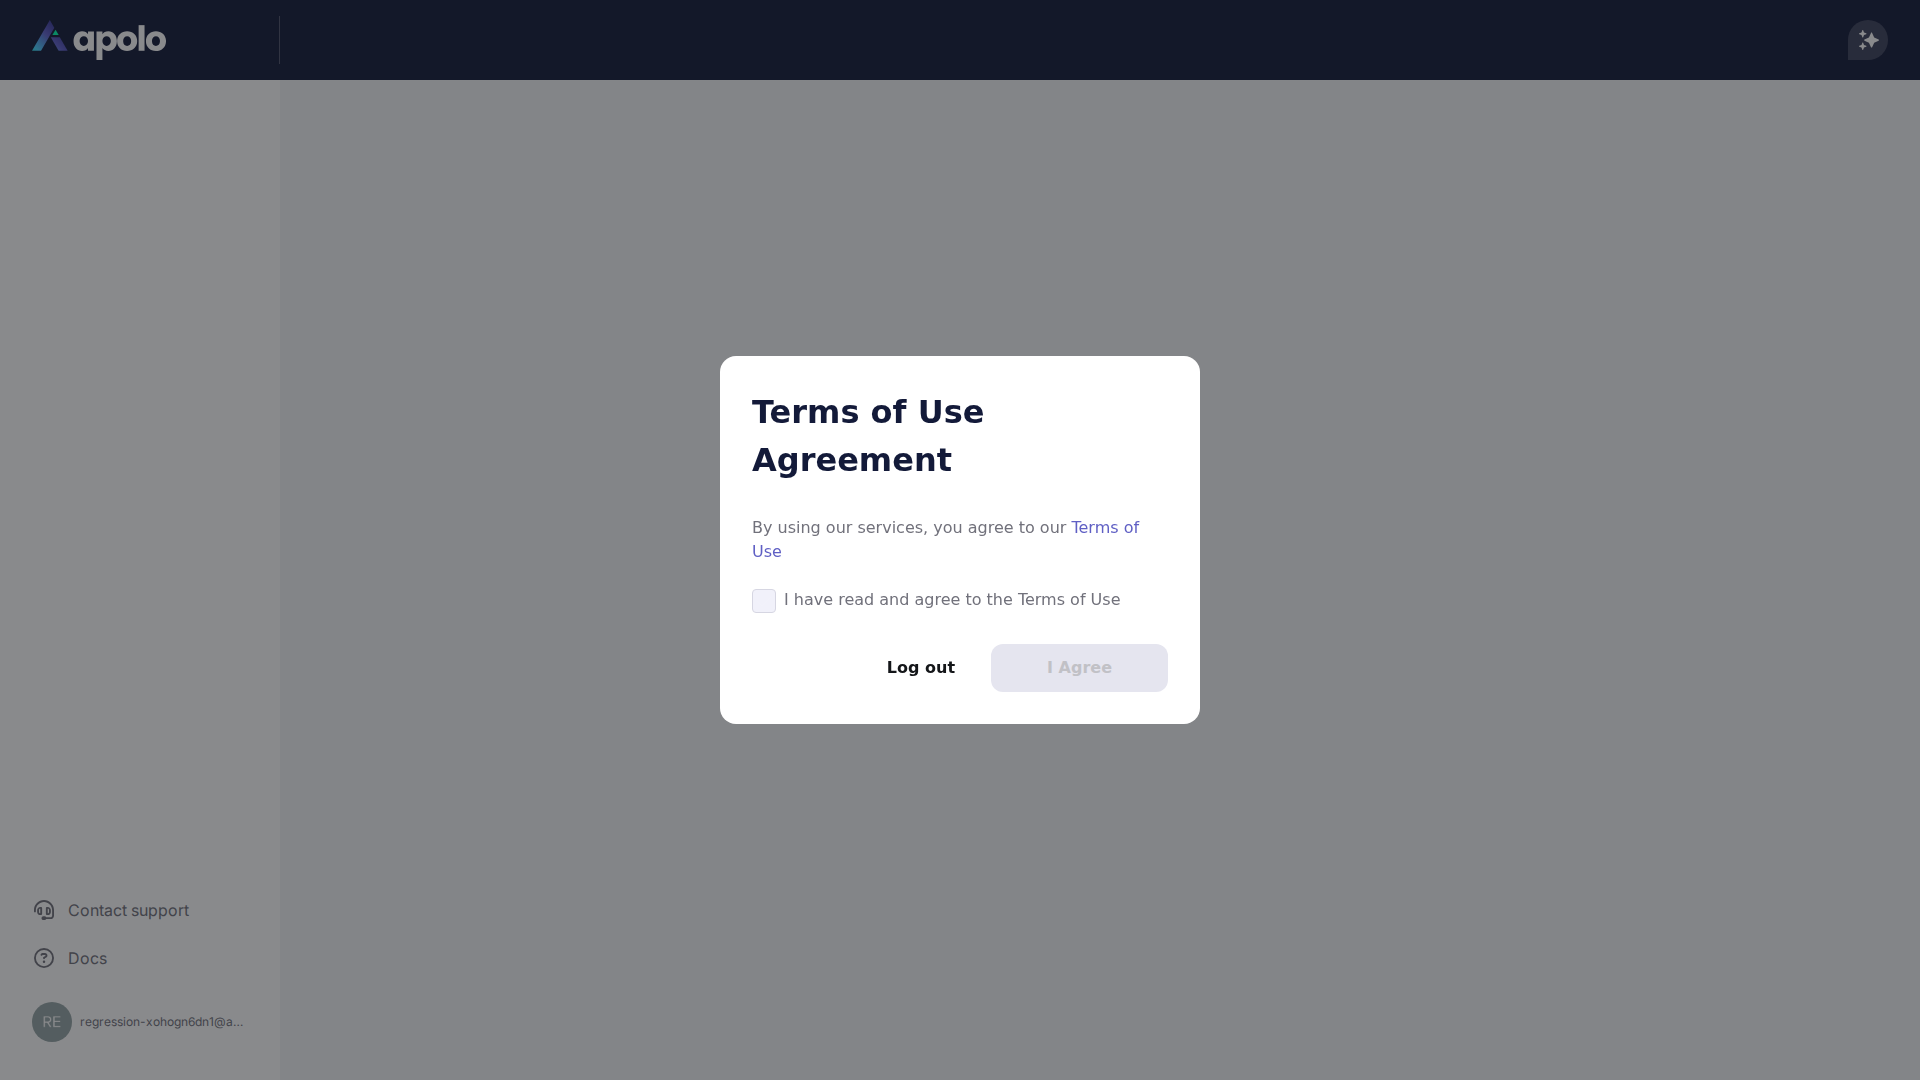 apolo
Terms of Use
Agreement
By using our services, you agree to our Terms of
Use
I have read and agree to the Terms of Use
Log out
I Agree
Contact support
Docs
RE
regression-xohogn6dn1@a...